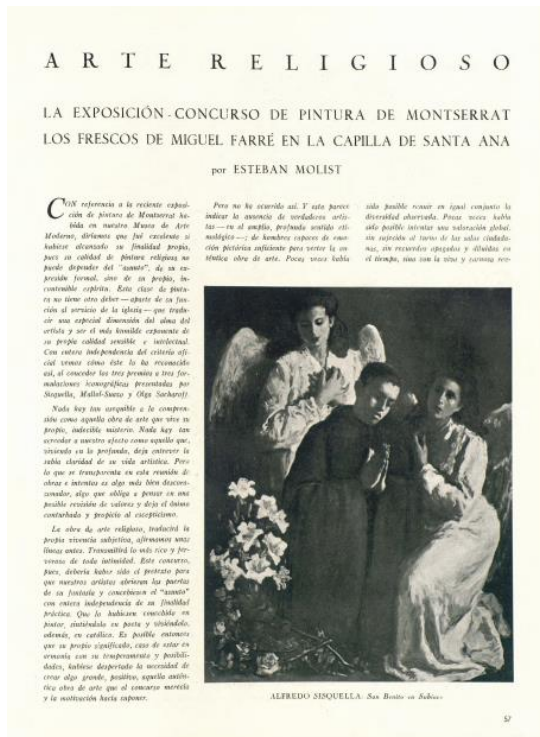 ARTE RELIGIOSO
LA EXPOSICIÓN-CONCURSO DE PINTURA DE MONTSERRAT
LOS FRESCOS DE MIGUEL FARRÉ EN LA CAPILLA DE SANTA ANA
por ESTEBAN MOLIST
CON referencia a la reciente exposi-
ción de pintura de Montserrat ha-
bida en nuestro Museo de Arte
Moderno, diríamos que fué excelente si
hubiese alcanzado su finalidad propia,
pues su calidad de pintura religiosa no
puede depender del "asunto", de su ex-
presión formal, sino de su propio, in-
contenible espíritu. Esta clase de pintu-
ra no tiene otro deber — aparte de su fun-
ción al servicio de la iglesia — que tradu-
cir una especial dimensión del alma del
artista y ser el más humilde exponente de
su propia calidad sensible e intelectual.
Con entera independencia del criterio ofi-
cial vemos cómo éste lo ha reconocido
así, al conceder los tres premios a tres for-
mulaciones iconográficas presentadas por
Sisquella, Mallol-Suazo y Olga Sacharoff.
Nada hay tan asequible a la compren-
sión como aquella obra de arte que vive su
propio, indecible misterio. Nada hay tan
acreedor a nuestro afecto como aquello que,
viviendo en lo profundo, deja entrever la
sabia claridad de su vida artística. Pero
lo que se transparenta en esta reunión de
obras e intentos es algo más bien descora-
zonador, algo que obliga a pensar en una
posible revisión de valores y deja el ánimo
conturbado y propicio al escepticismo.
La obra de arte religioso, traducirá la
propia vivencia subjetiva, afirmamos unas
líneas antes. Transmitirá lo más rico y fer-
voroso de toda intimidad. Este concurso,
pues, debería haber sido el pretexto para
que nuestros artistas abrieran las puertas
de su fantasía y concebiesen el "asunto"
con entera independencia de su finalidad
práctica. Que lo hubiesen concebido en
pintor, sintiéndolo en poeta y viviéndolo,
además, en católico. Es posible entonces
que su propio significado, caso de estar en
armonía con su temperamento y posibili-
dades, hubiese despertado la necesidad de
crear algo grande, positivo, aquella autén-
tica obra de arte que el concurso merecía
y la motivación hacía suponer.
Pero no ha ocurrido así. Y esto parece
indicar la ausencia de verdaderos artis-
tas — en el amplio, profundo sentido eti-
mológico —; de hombres capaces de emo-
ción pictórica suficiente para verter la au-
téntica obra de arte. Pocas veces había
sido posible reunir en igual conjunto la
diversidad observada. Pocas veces había
sido posible intentar una valoración global,
sin sujeción al turno de las salas ciudada-
nas, sin recuerdos apagados y diluidos en
el tiempo, sino con la viva y carnosa rea-
ALFREDO SISQUELLA: San Benito en Subiaco
57